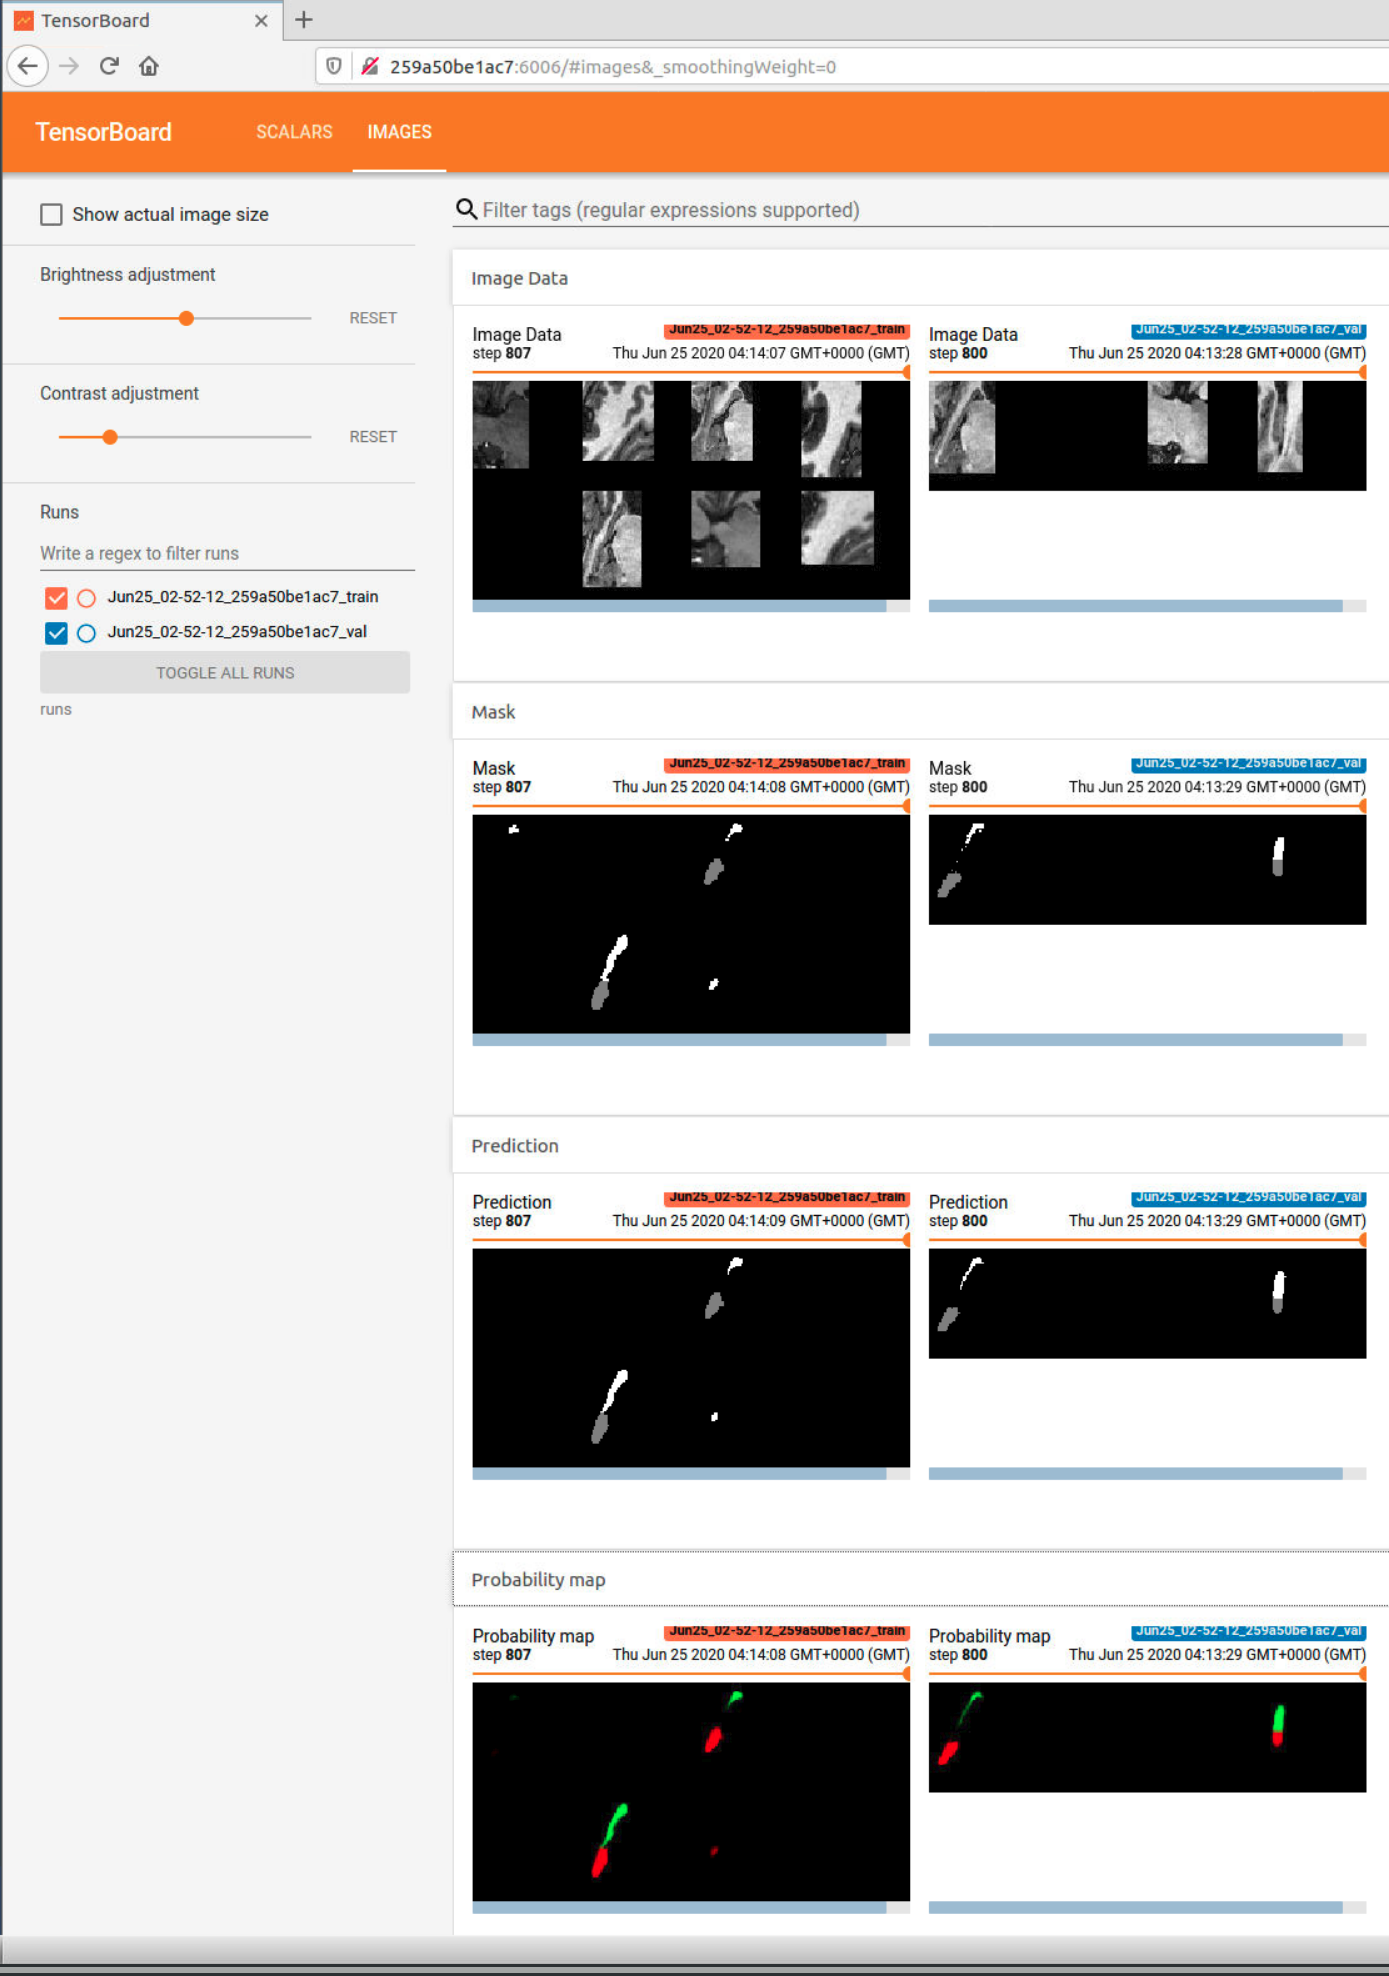 TensorBoard
259a50be1ac7:6006/#images&_smoothingWeight=0
TensorBoard SCALARS IMAGES
Show actual image size
Brightness adjustment
RESET
Contrast adjustment
RESET
Runs
Write a regex to filter runs
Jun25_02-52-12_259a50be1ac7_train
Jun25_02-52-12_259a50be1ac7_val
TOGGLE ALL RUNS
runs
Filter tags (regular expressions supported)
Image Data
Image Data Jun25_02-52-12_259a50be1ac7_train
step 807 Thu Jun 25 2020 04:14:07 GMT+0000 (GMT)
Image Data Jun25_02-52-12_259a50be1ac7_val
step 800 Thu Jun 25 2020 04:13:28 GMT+0000 (GMT)
Mask
Mask Jun25_02-52-12_259a50be1ac7_train
step 807 Thu Jun 25 2020 04:14:08 GMT+0000 (GMT)
Mask Jun25_02-52-12_259a50be1ac7_val
step 800 Thu Jun 25 2020 04:13:29 GMT+0000 (GMT)
Prediction
Prediction Jun25_02-52-12_259a50be1ac7_train
step 807 Thu Jun 25 2020 04:14:09 GMT+0000 (GMT)
Prediction Jun25_02-52-12_259a50be1ac7_val
step 800 Thu Jun 25 2020 04:13:29 GMT+0000 (GMT)
Probability map
Probability map Jun25_02-52-12_259a50be1ac7_train
step 807 Thu Jun 25 2020 04:14:08 GMT+0000 (GMT)
Probability map Jun25_02-52-12_259a50be1ac7_val
step 800 Thu Jun 25 2020 04:13:29 GMT+0000 (GMT)